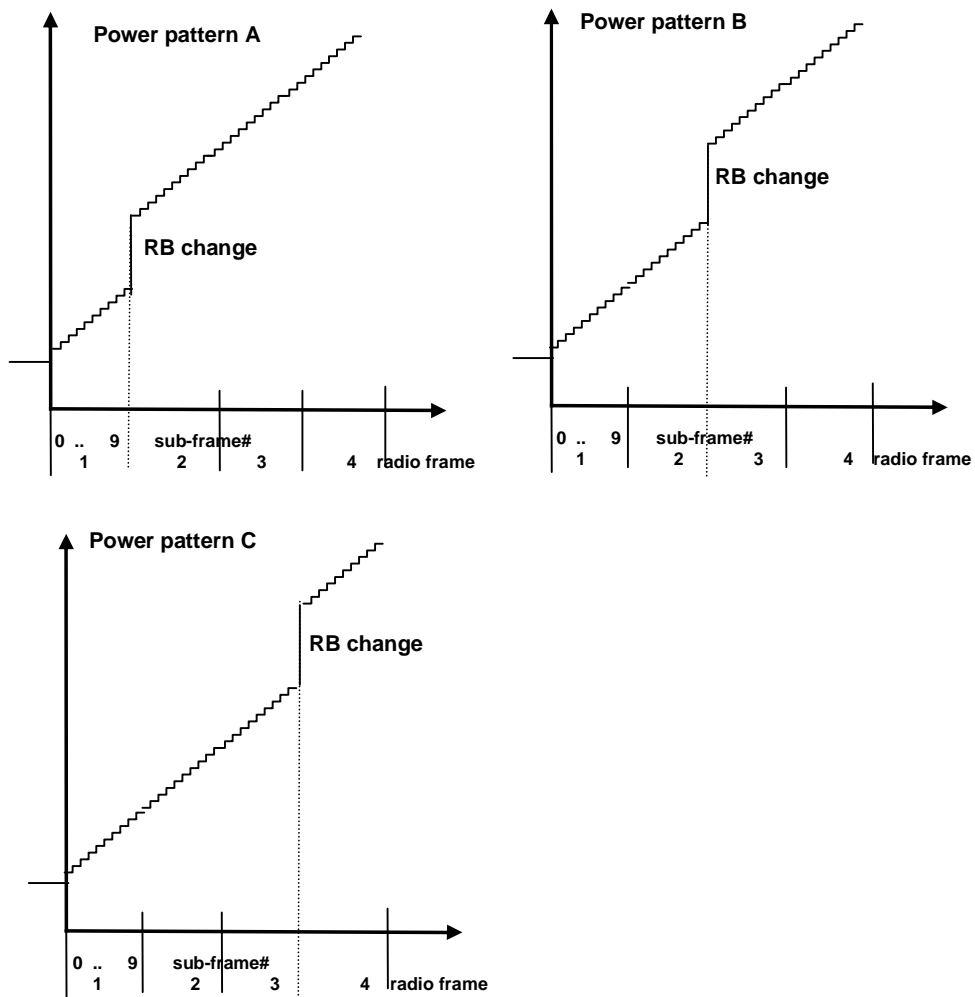 Power pattern A
RB change
0 .. 9 sub-frame#
1 2 3 4 radio frame
Power pattern B
RB change
0 .. 9 sub-frame#
1 2 3 4 radio frame
Power pattern C
RB change
0 .. 9 sub-frame#
1 2 3 4 radio frame